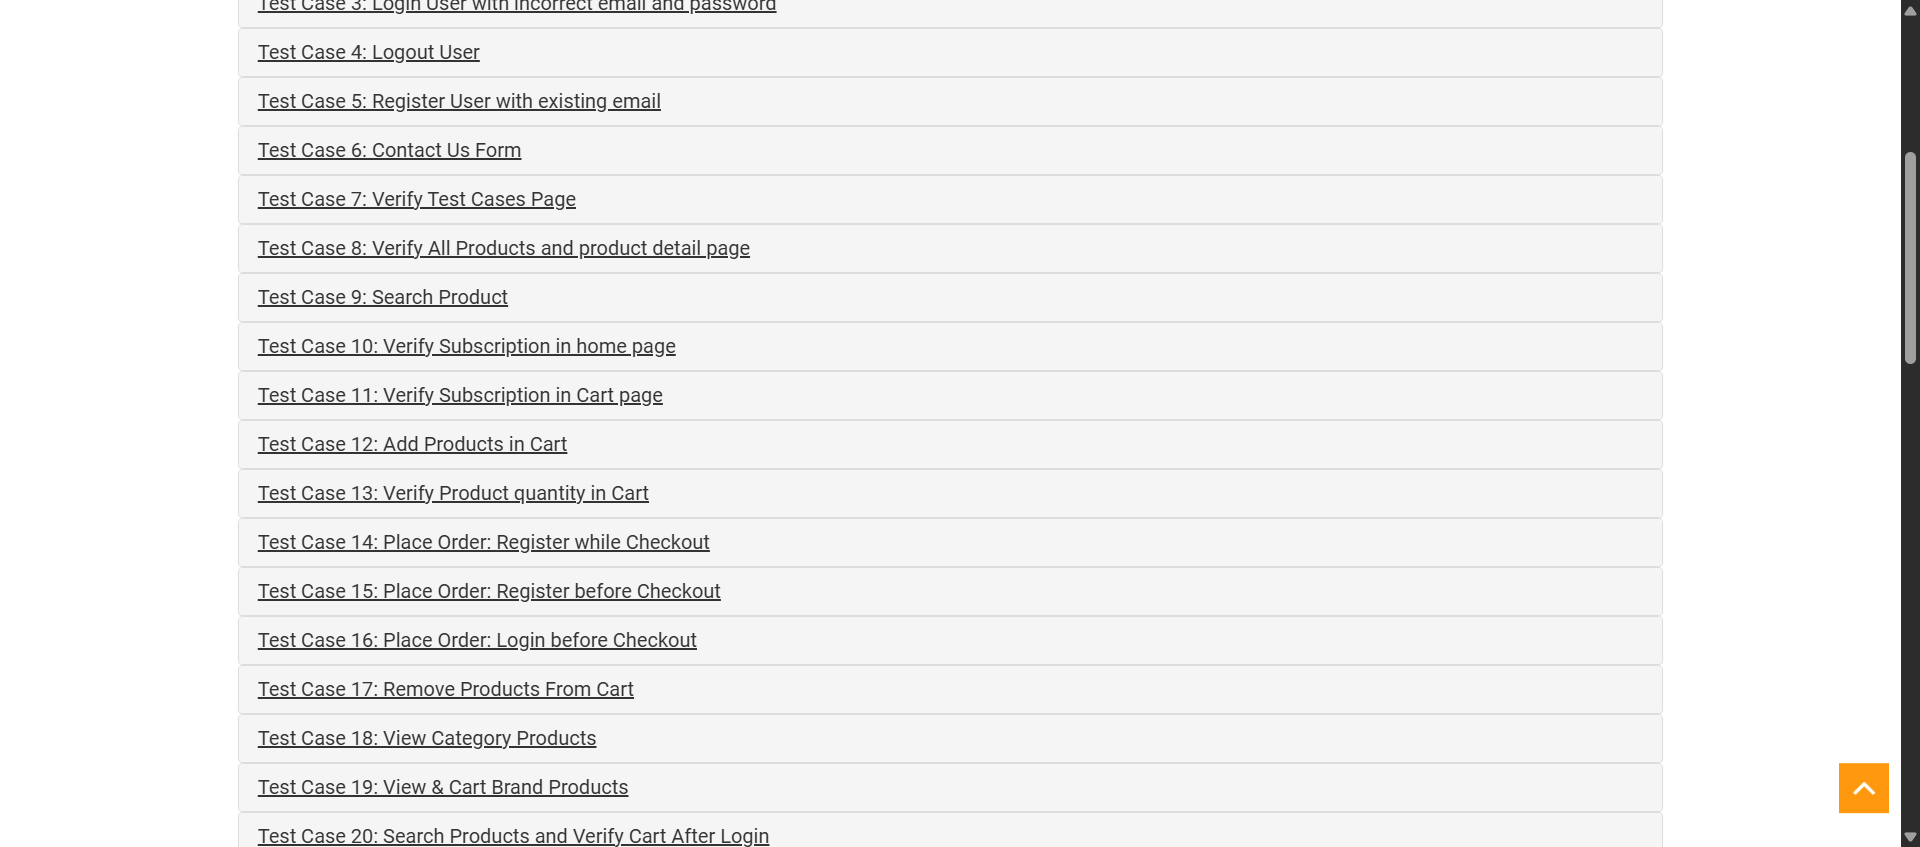 Test Case 3: Login User with incorrect email and password
Test Case 4: Logout User
Test Case 5: Register User with existing email
Test Case 6: Contact Us Form
Test Case 7: Verify Test Cases Page
Test Case 8: Verify All Products and product detail page
Test Case 9: Search Product
Test Case 10: Verify Subscription in home page
Test Case 11: Verify Subscription in Cart page
Test Case 12: Add Products in Cart
Test Case 13: Verify Product quantity in Cart
Test Case 14: Place Order: Register while Checkout
Test Case 15: Place Order: Register before Checkout
Test Case 16: Place Order: Login before Checkout
Test Case 17: Remove Products From Cart
Test Case 18: View Category Products
Test Case 19: View & Cart Brand Products
Test Case 20: Search Products and Verify Cart After Login